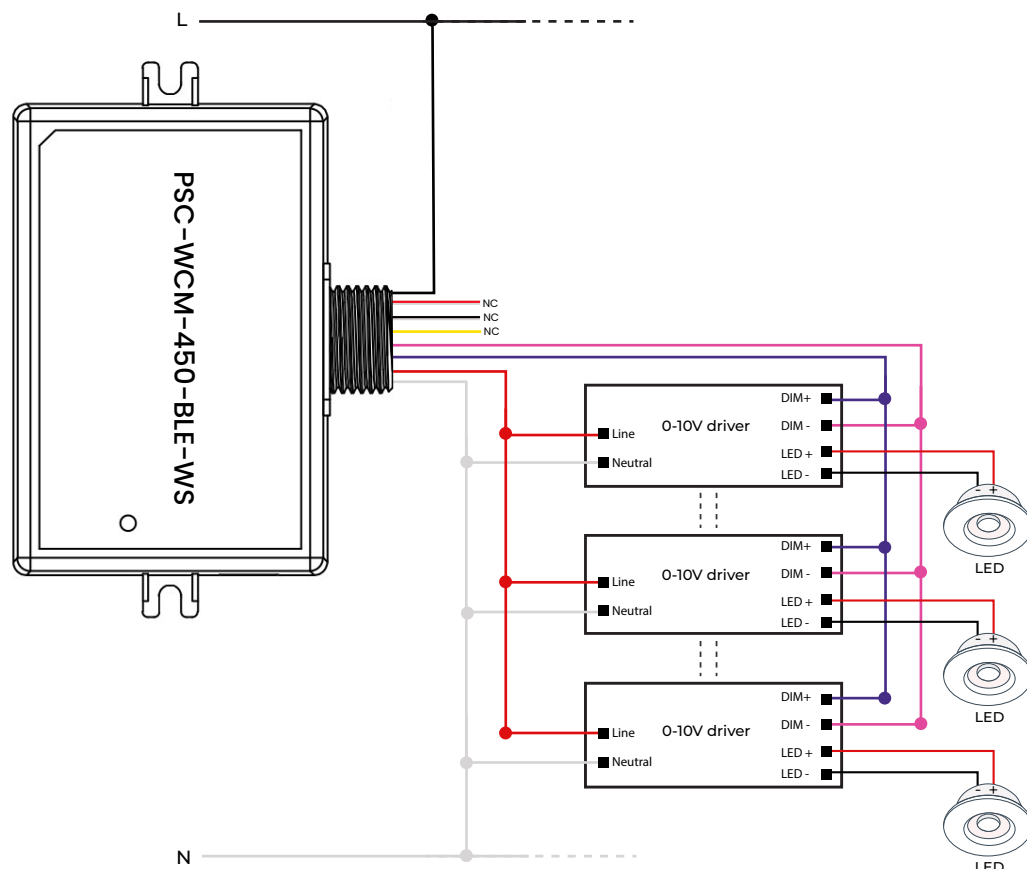 L
PSC-WCM-450-BLE-WS
NC
NC
NC
0-10V driver
Line
Neutral
DIM+
DIM -
LED +
LED -
- +
LED
0-10V driver
Line
Neutral
DIM+
DIM -
LED +
LED -
- +
LED
0-10V driver
Line
Neutral
DIM+
DIM -
LED +
LED -
- +
LED
N